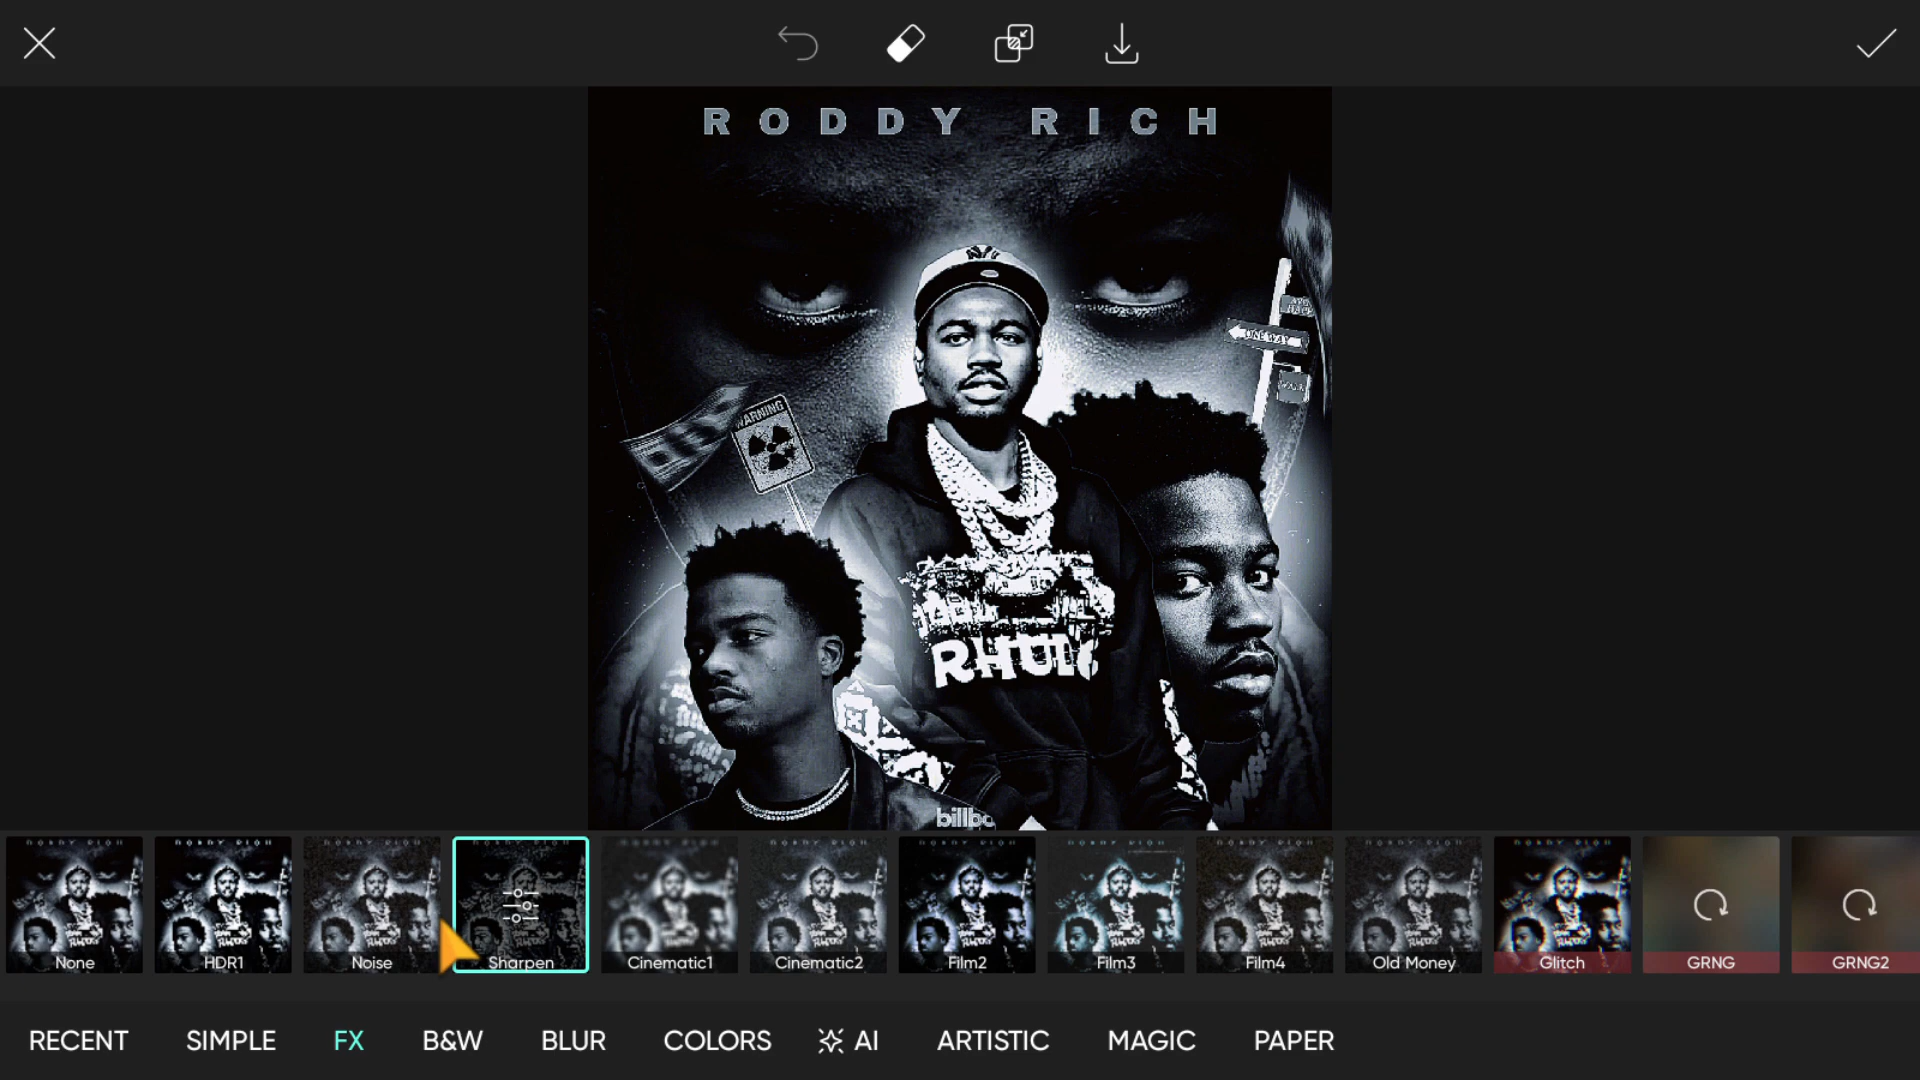 RODDY RICH
ONE WAY
WARNING
RHUDE
billbo
None
HDR1
Noise
Sharpen
Cinematic1
Cinematic2
Film2
Film3
Film4
Old Money
Glitch
GRNG
GRNG2
RECENT
SIMPLE
FX
B&W
BLUR
COLORS
AI
ARTISTIC
MAGIC
PAPER